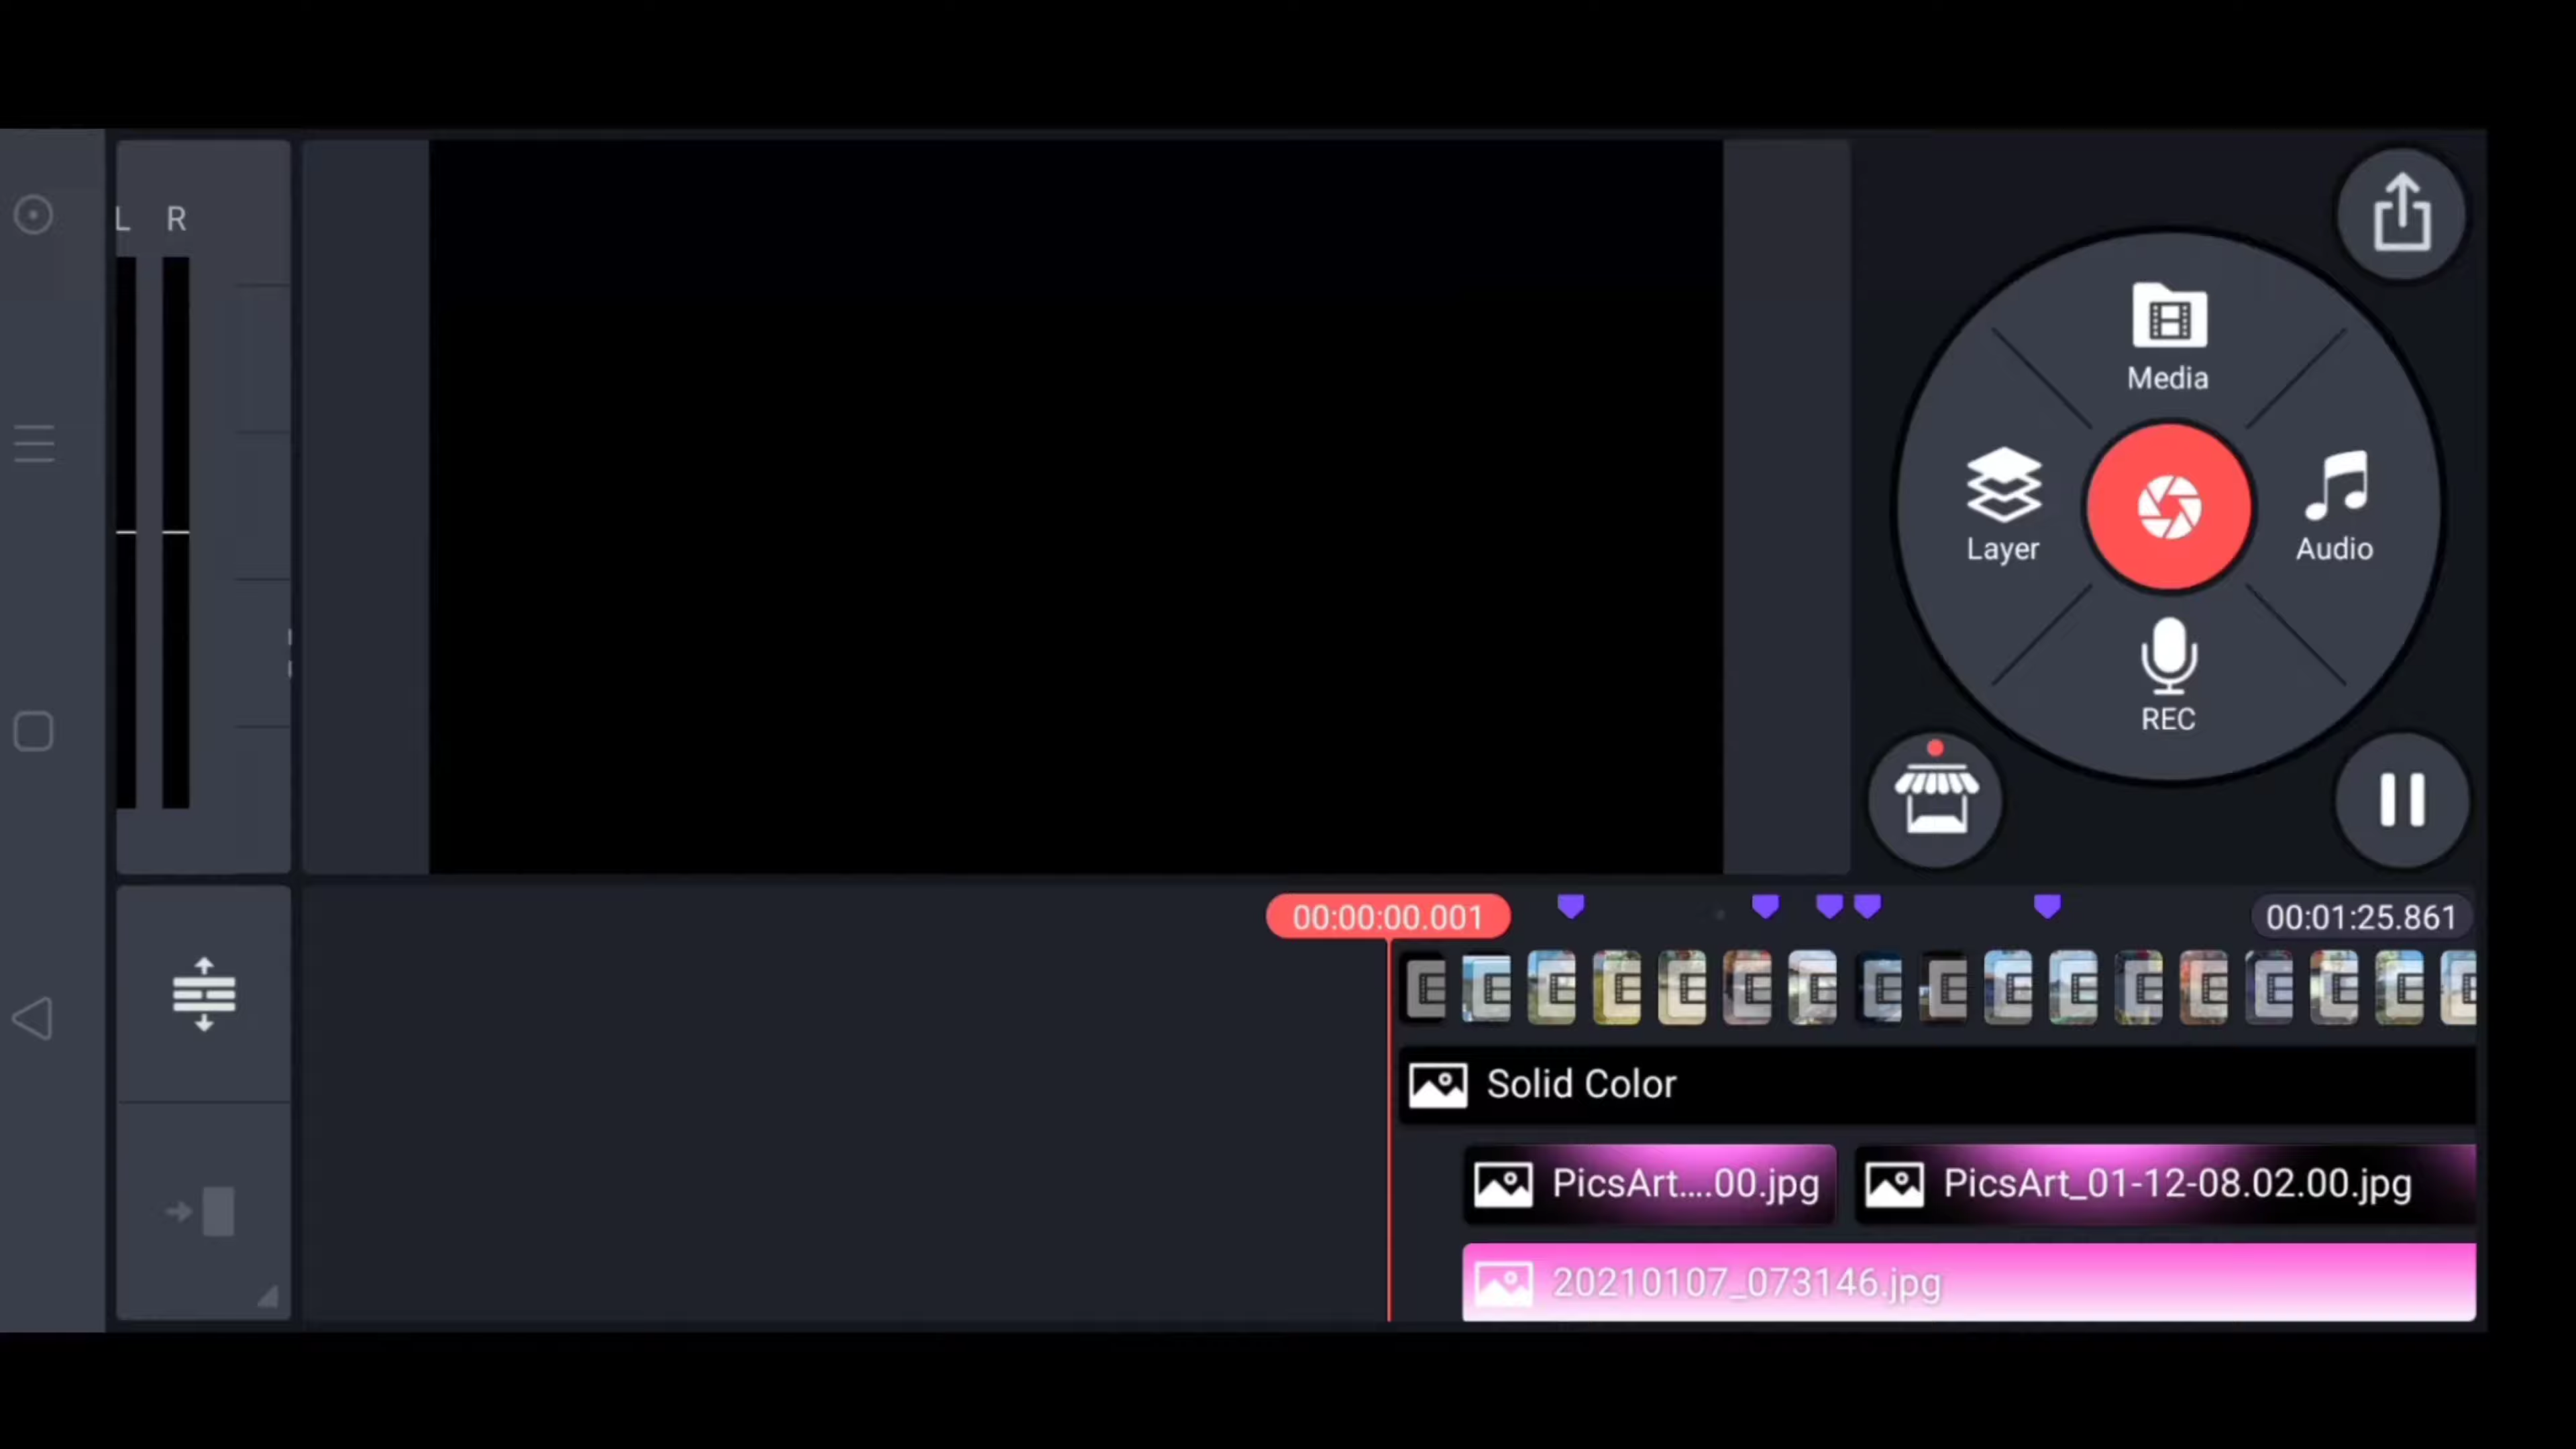 L R
Media
Layer
Audio
REC
00:00:00.001
00:01:25.861
Solid Color
PicsArt....00.jpg
PicsArt_01-12-08.02.00.jpg
20210107_073146.jpg